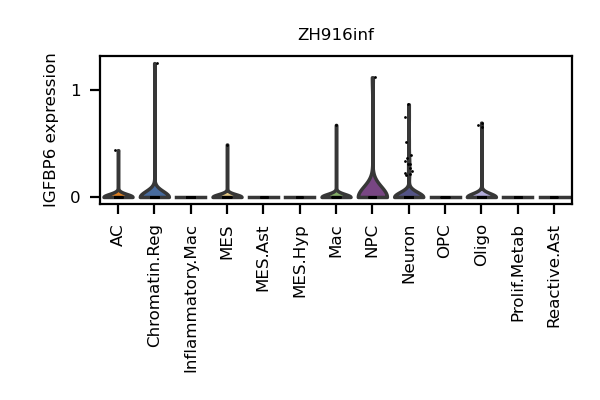 ZH916inf
IGFBP6 expression
1
0
AC
Chromatin.Reg
Inflammatory.Mac
MES
MES.Ast
MES.Hyp
Mac
NPC
Neuron
OPC
Oligo
Prolif.Metab
Reactive.Ast